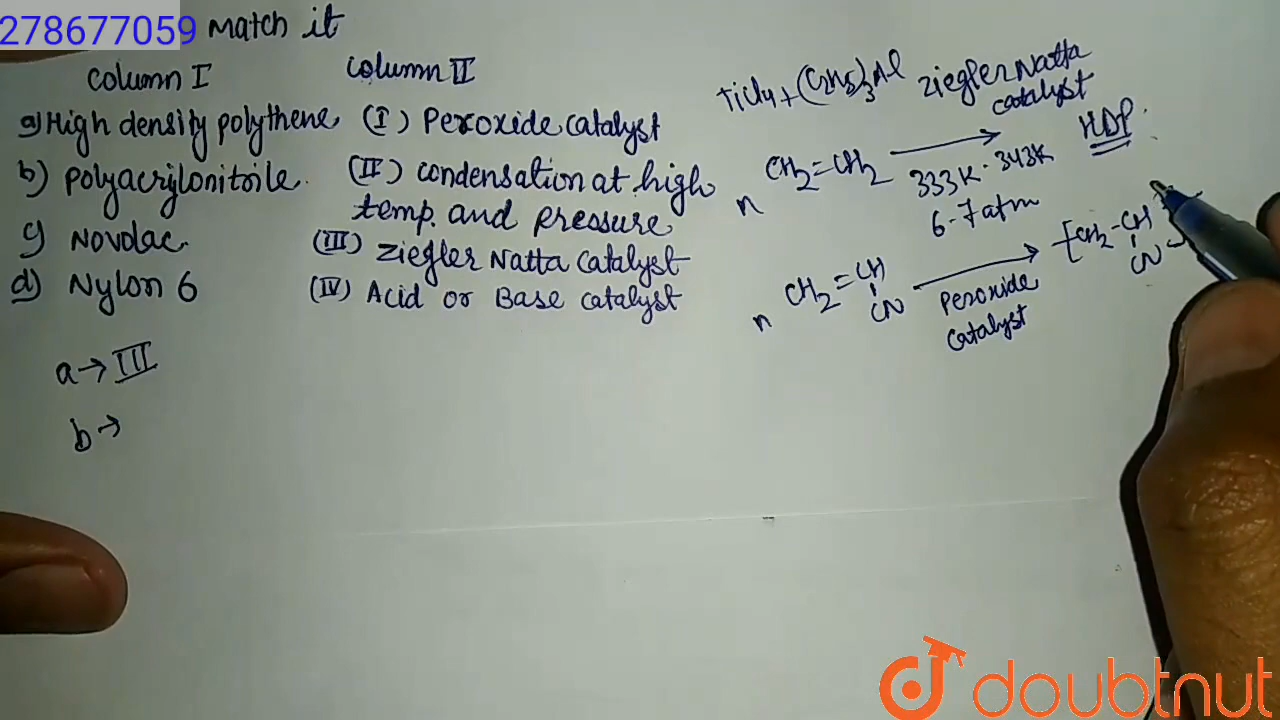 278677059 Match it
Column I
Column II
a) High density polythene (I) Peroxide catalyst
b) Polyacrylonitrile (II) condensation at high
temp. and pressure
c) Novolac (III) Ziegler Natta Catalyst
d) Nylon 6 (IV) Acid or Base catalyst
a → III
b →
TiCl4 + (C2H5)3Al Ziegler Natta
catalyst
n CH2=CH2 → HDP
333K-343K
6-7 atm
n CH2=CH → [CH2-CH
CN CN
Peroxide
catalyst
doubtnut